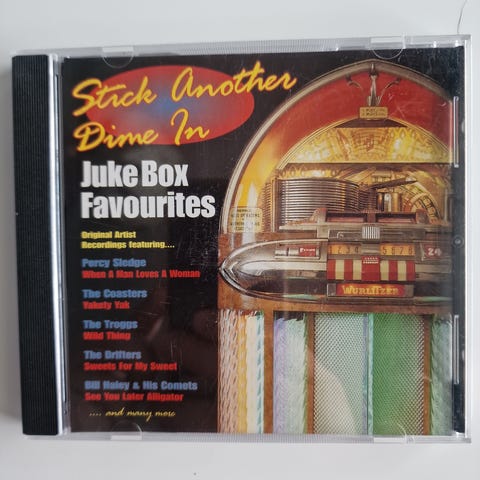 Stick Another
Dime In
Juke Box
Favourites
Original Artist
Recordings featuring....
Percy Sledge
When A Man Loves A Woman
The Coasters
Yakety Yak
The Troggs
Wild Thing
The Drifters
Sweets For My Sweet
Bill Haley & His Comets
See You Later Alligator
.... and many more
WURLITZER
24